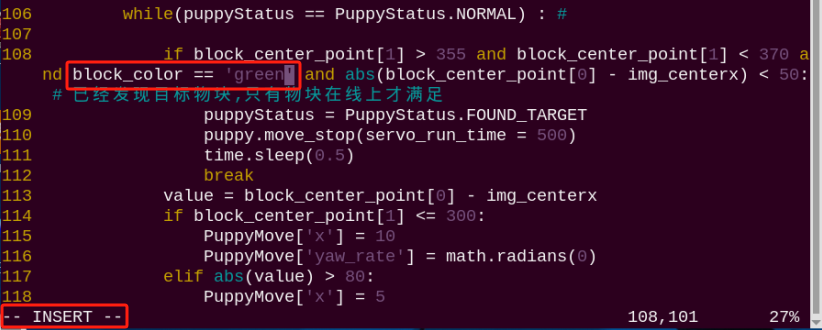 106         while(puppyStatus == PuppyStatus.NORMAL) : #
107
108             if block_center_point[1] > 355 and block_center_point[1] < 370 a
nd block_color == 'green' and abs(block_center_point[0] - img_centerx) < 50:
# 已经发现目标物块,只有物块在线上才满足
109                 puppyStatus = PuppyStatus.FOUND_TARGET
110                 puppy.move_stop(servo_run_time = 500)
111                 time.sleep(0.5)
112                 break
113             value = block_center_point[0] - img_centerx
114             if block_center_point[1] <= 300:
115                 PuppyMove['x'] = 10
116                 PuppyMove['yaw_rate'] = math.radians(0)
117             elif abs(value) > 80:
118                 PuppyMove['x'] = 5
-- INSERT --                                                  108,101       27%